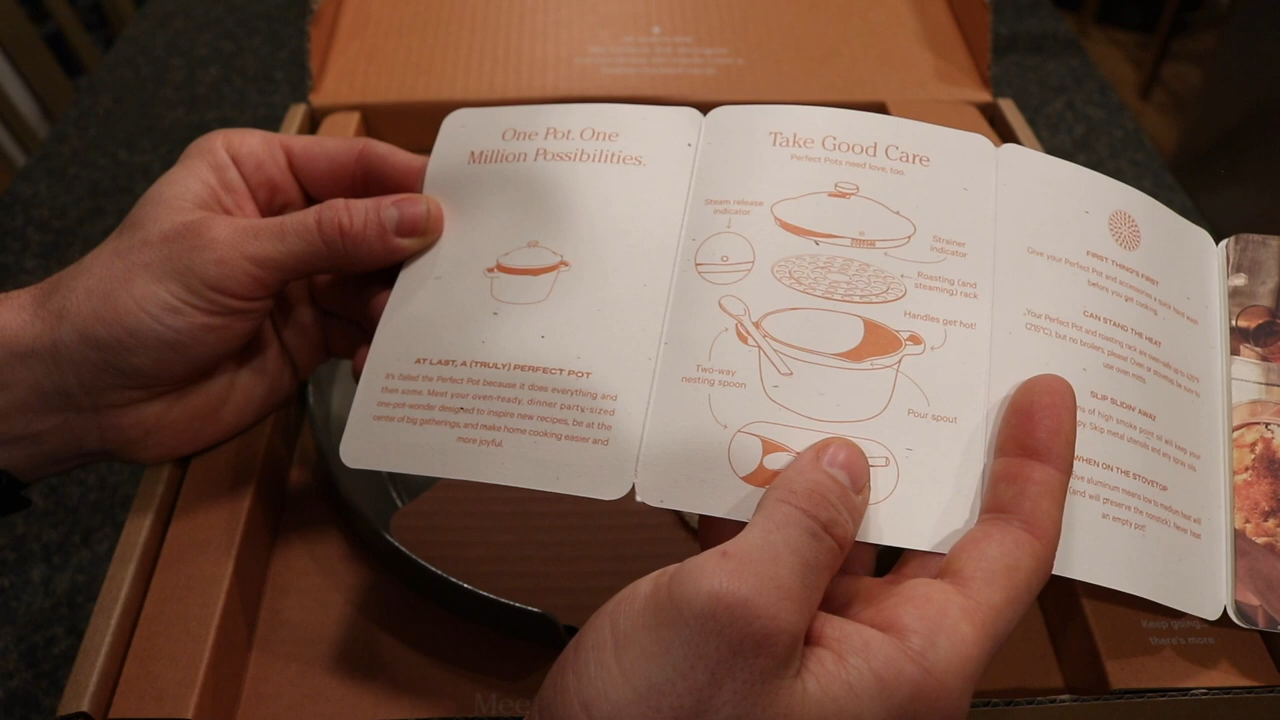 One Pot. One
Million Possibilities.
AT LAST, A (TRULY) PERFECT POT
It's called the Perfect Pot because it does everything and
then some. Meet your oven-ready, dinner party-sized
one-pot-wonder designed to inspire new recipes, be at the
center of big gatherings, and make home cooking easier and
more joyful.
Take Good Care
Perfect Pots need love, too.
Steam release
indicator
Strainer
indicator
Roasting (and
steaming) rack
Handles get hot!
Two-way
nesting spoon
Pour spout
FIRST THING'S FIRST
Give your Perfect Pot and accessories a quick hand wash
before you get cooking.
CAN STAND THE HEAT
Your Perfect Pot and roasting rack are oven-safe up to 425°F
(218°C), but no broilers, please! Oven or stovetop, be sure to
use oven mitts.
SLIP SLIDIN' AWAY
of high smoke point oil will keep your
Skip metal utensils and any spray oils.
WHEN ON THE STOVETOP
aluminum means low to medium heat will
(and will preserve the nonstick). Never heat
an empty pot!
Keep going...
there's more
Mee